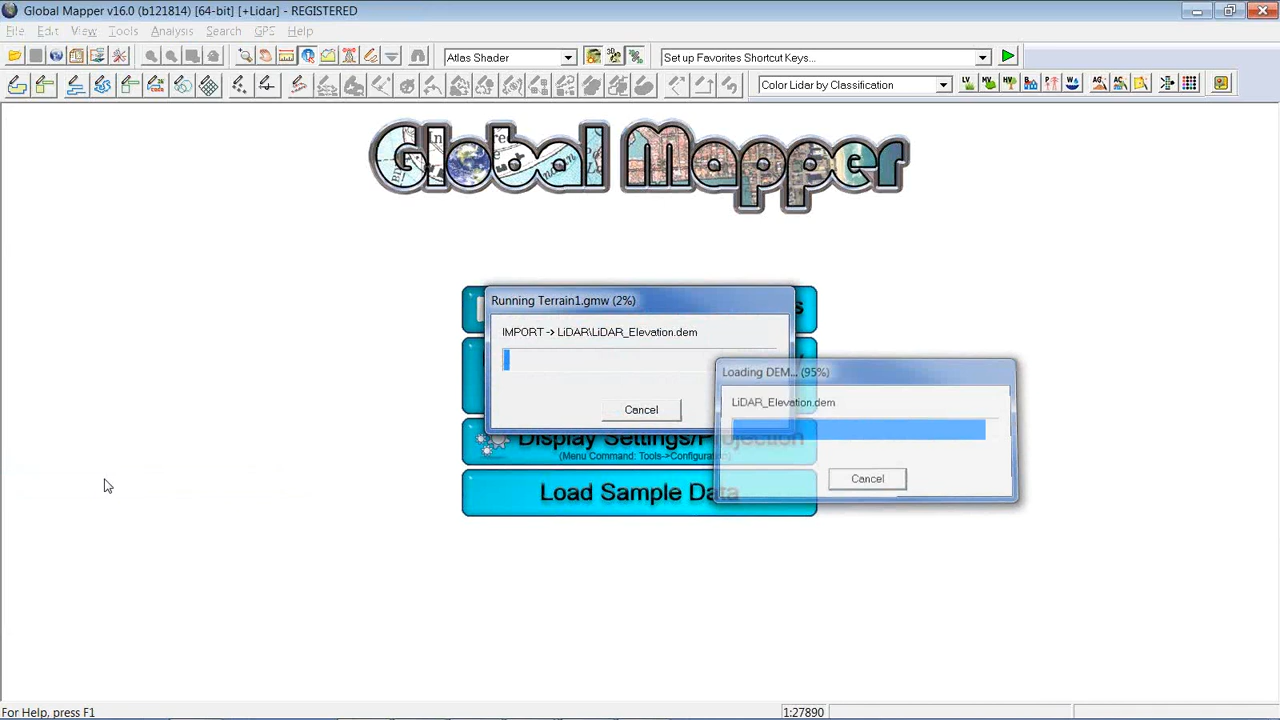 Global Mapper v16.0 (b121814) [64-bit] [+Lidar] - REGISTERED
File Edit View Tools Analysis Search GPS Help
Atlas Shader
Set up Favorites Shortcut Keys...
Color Lidar by Classification
Global Mapper
Running Terrain1.gmw (2%)
IMPORT -> LiDAR\LiDAR_Elevation.dem
Cancel
Loading DEM... (95%)
LiDAR_Elevation.dem
Cancel
Display Settings/Projection
(Menu Command: Tools->Configuration)
Load Sample Data
For Help, press F1
1:27890